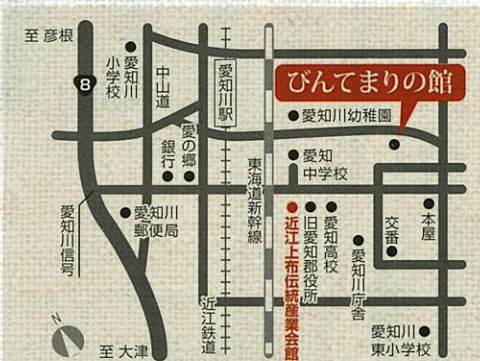 至 彦根
愛知川
小学校
8
中山道
愛知川駅
びんてまりの館
愛知川幼稚園
愛の郷
銀行
愛知
中学校
東海道新幹線
愛知川信号
愛知川
郵便局
近江上布伝統産業会館
旧愛知郡役所
愛知高校
愛知川庁舎
交番
本屋
近江鉄道
愛知川
東小学校
N
至 大津